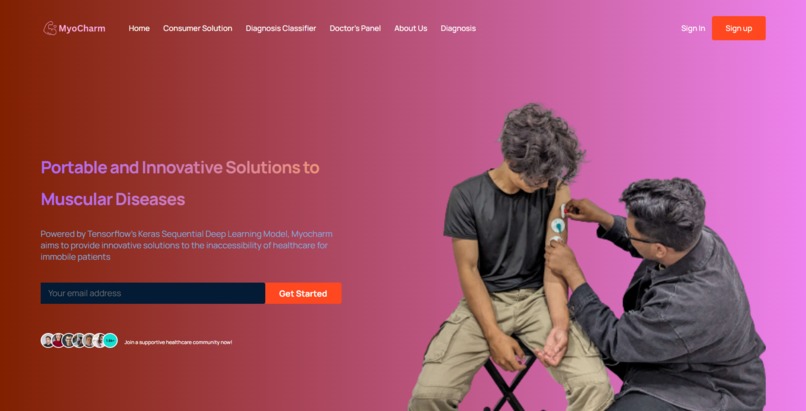 MyoCharm
Home Consumer Solution Diagnosis Classifier Doctor's Panel About Us Diagnosis
Sign In Sign up
Portable and Innovative Solutions to
Muscular Diseases
Powered by Tensorflow's Keras Sequential Deep Learning Model, Myocharm
aims to provide innovative solutions to the inaccessibility of healthcare for
immobile patients
Your email address Get Started
Join a supportive healthcare community now!